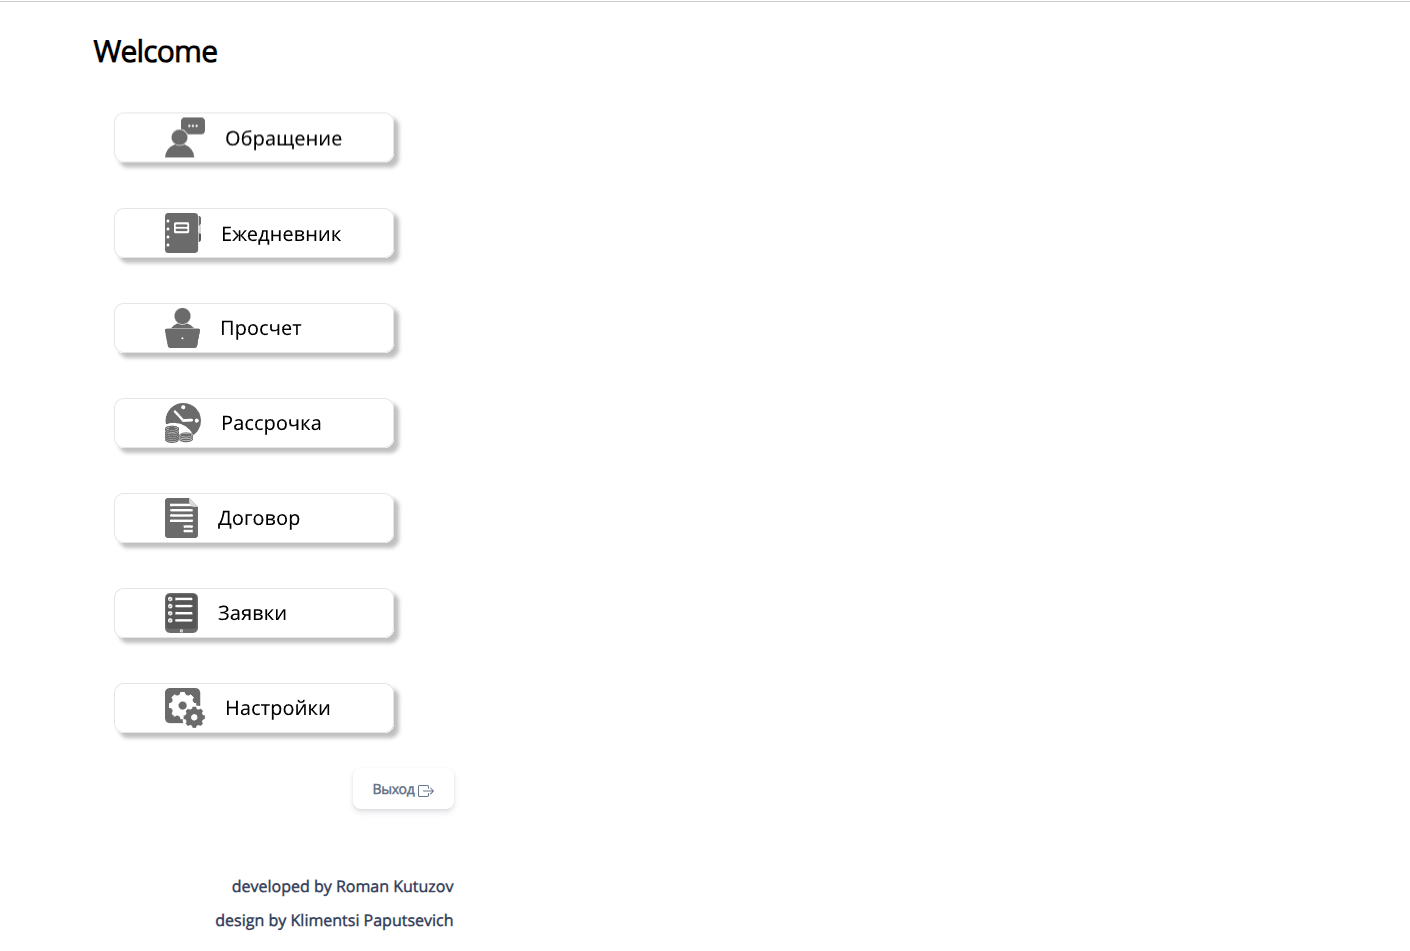 Welcome
Обращение
Ежедневник
Просчет
Рассрочка
Договор
Заявки
Настройки
Выход
developed by Roman Kutuzov
design by Klimentsi Paputsevich